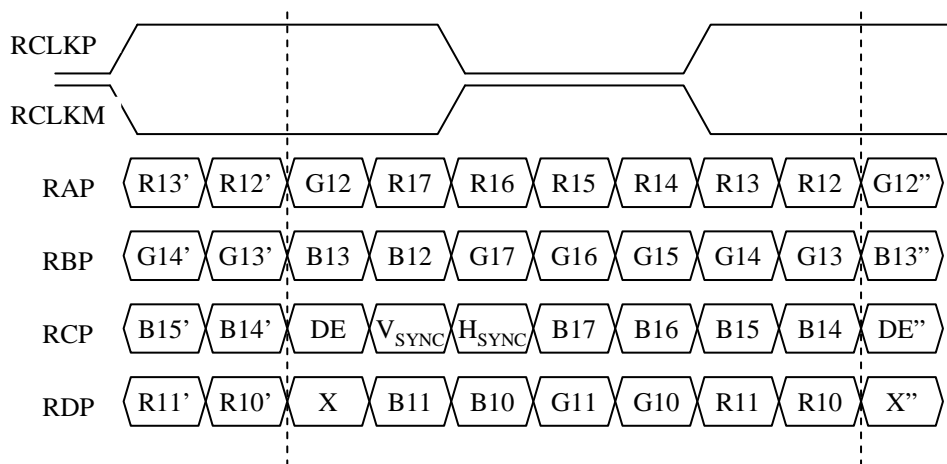 RCLKP
RCLKM
RAP R13’ R12’ G12 R17 R16 R15 R14 R13 R12 G12”
RBP G14’ G13’ B13 B12 G17 G16 G15 G14 G13 B13”
RCP B15’ B14’ DE VSYNC HSYNC B17 B16 B15 B14 DE”
RDP R11’ R10’ X B11 B10 G11 G10 R11 R10 X”